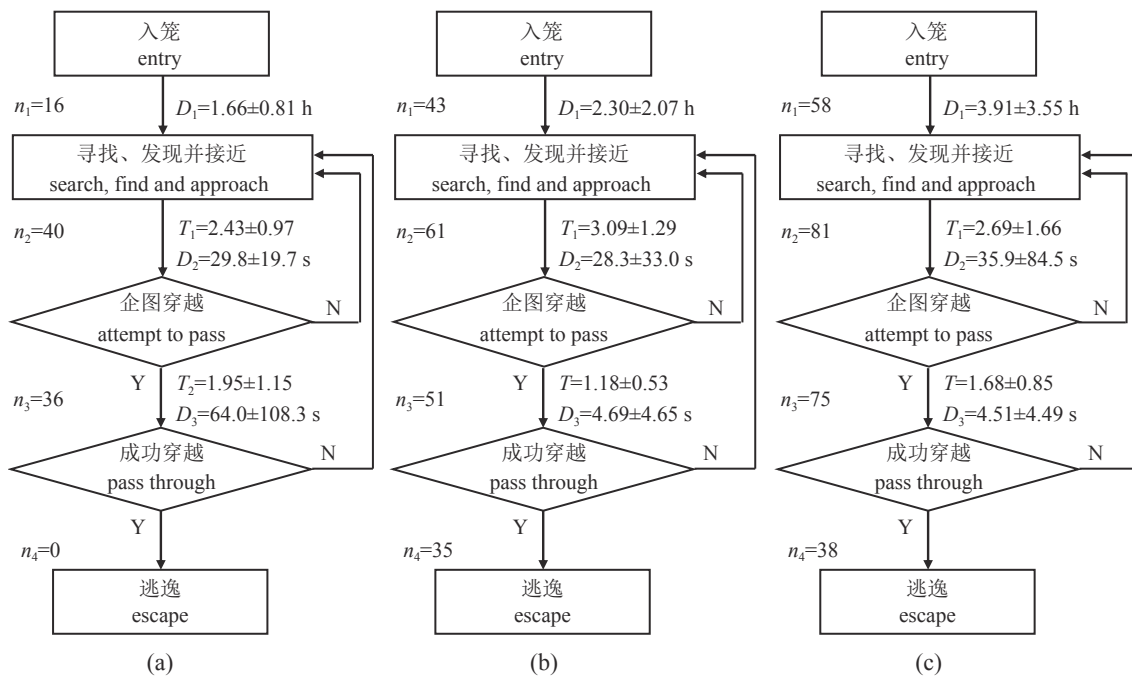 入笼
entry
n₁=16
D₁=1.66±0.81 h
寻找、发现并接近
search, find and approach
n₂=40
T₁=2.43±0.97
D₂=29.8±19.7 s
企图穿越
attempt to pass
N
Y
T₂=1.95±1.15
n₃=36
D₃=64.0±108.3 s
成功穿越
pass through
N
Y
n₄=0
逃逸
escape
(a)
入笼
entry
n₁=43
D₁=2.30±2.07 h
寻找、发现并接近
search, find and approach
n₂=61
T₁=3.09±1.29
D₂=28.3±33.0 s
企图穿越
attempt to pass
N
Y
T=1.18±0.53
n₃=51
D₃=4.69±4.65 s
成功穿越
pass through
N
Y
n₄=35
逃逸
escape
(b)
入笼
entry
n₁=58
D₁=3.91±3.55 h
寻找、发现并接近
search, find and approach
n₂=81
T₁=2.69±1.66
D₂=35.9±84.5 s
企图穿越
attempt to pass
N
Y
T=1.68±0.85
n₃=75
D₃=4.51±4.49 s
成功穿越
pass through
N
Y
n₄=38
逃逸
escape
(c)